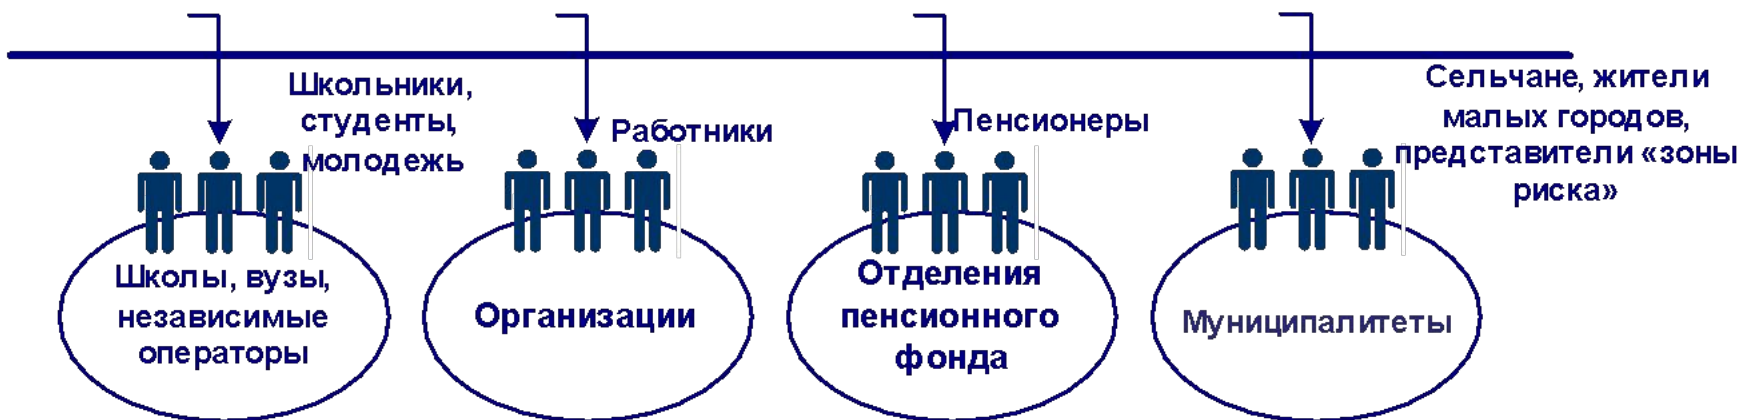 Школьники,
студенты,
молодежь
Работники
Пенсионеры
Сельчане, жители
малых городов,
представители «зоны
риска»
Школы, вузы,
независимые
операторы
Организации
Отделения
пенсионного
фонда
Муниципалитеты